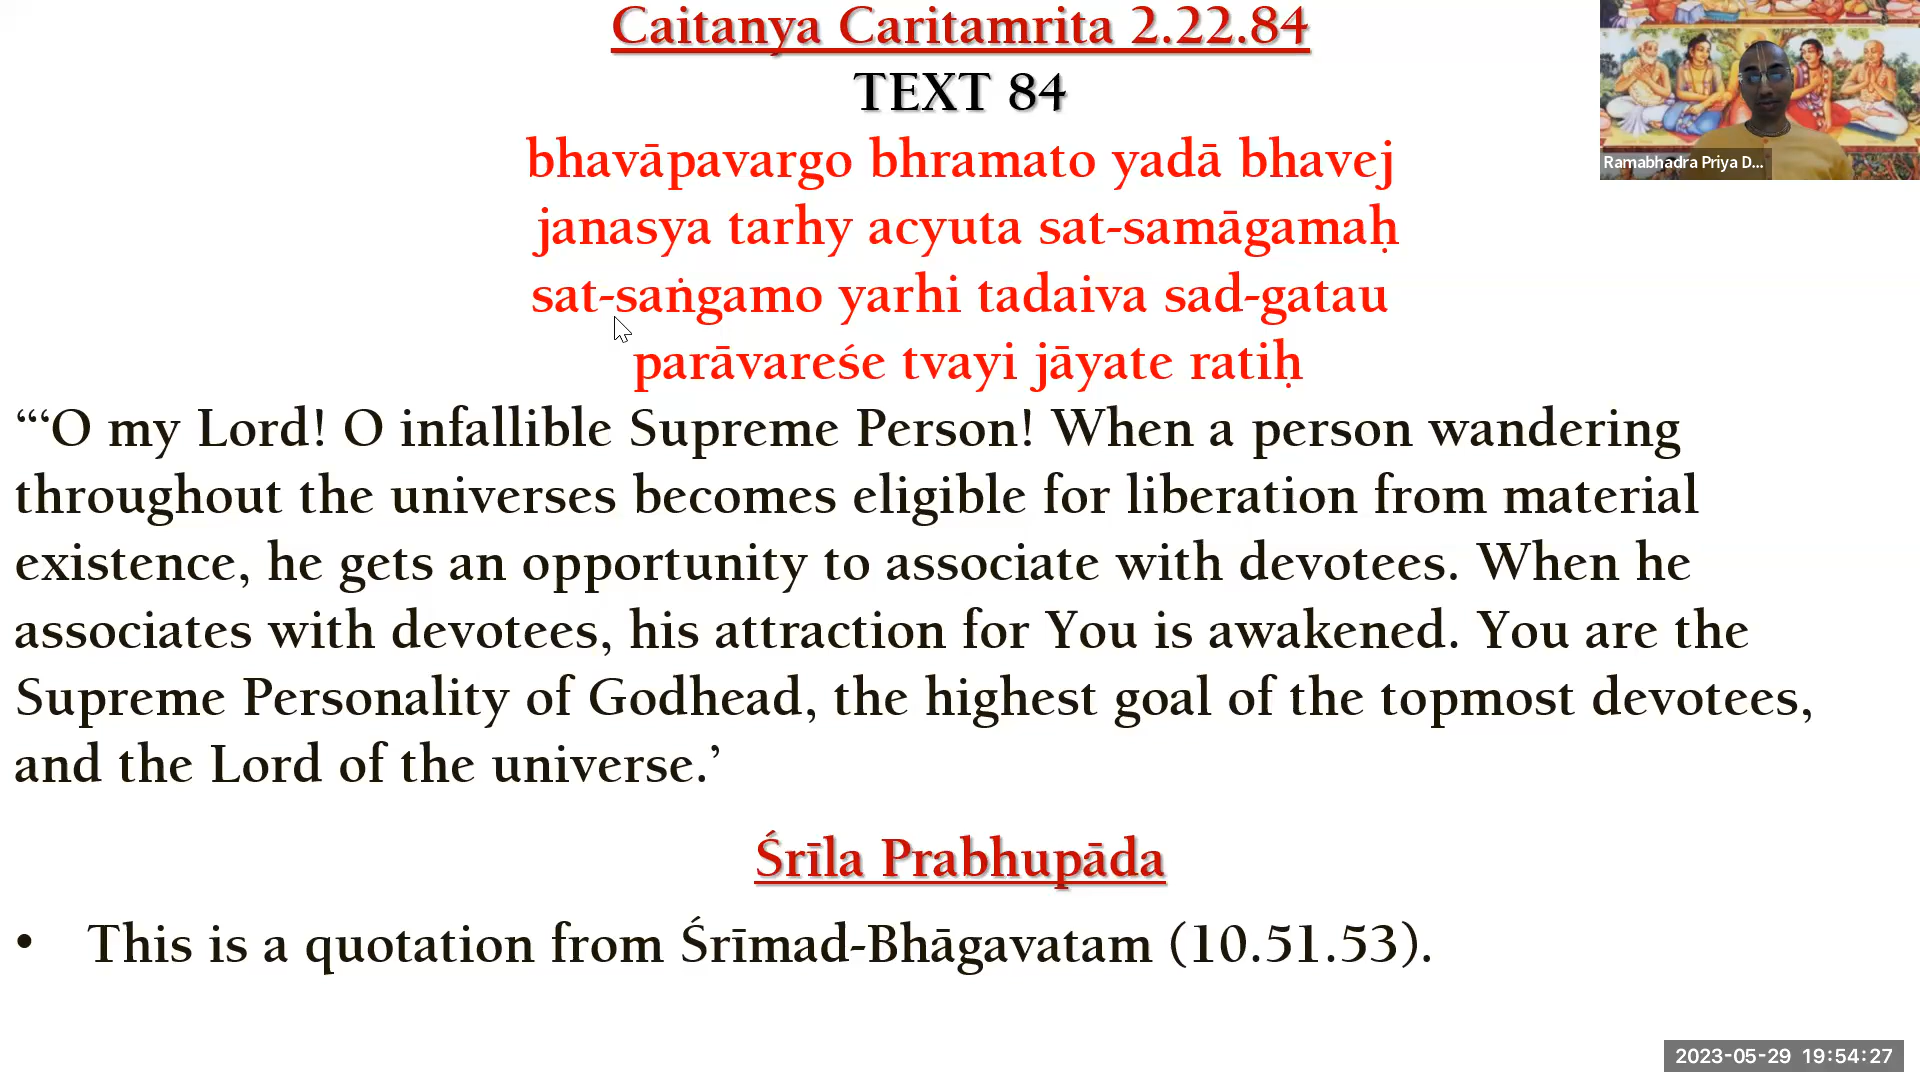 Caitanya Caritamrita 2.22.84
TEXT 84
bhavāpavargo bhramato yadā bhavej
janasya tarhy acyuta sat-samāgamaḥ
sat-saṅgamo yarhi tadaiva sad-gatau
parāvareśe tvayi jāyate ratiḥ
“‘O my Lord! O infallible Supreme Person! When a person wandering
throughout the universes becomes eligible for liberation from material
existence, he gets an opportunity to associate with devotees. When he
associates with devotees, his attraction for You is awakened. You are the
Supreme Personality of Godhead, the highest goal of the topmost devotees,
and the Lord of the universe.’
Śrīla Prabhupāda
• This is a quotation from Śrīmad-Bhāgavatam (10.51.53).
Ramabhadra Priya D...
2023-05-29 19:54:27